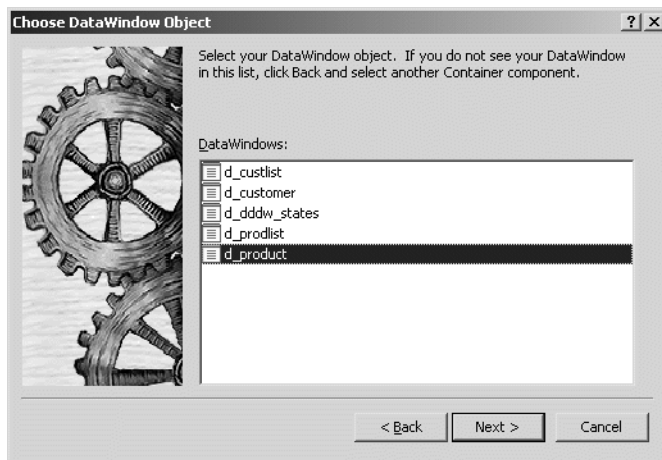 Choose DataWindow Object
Select your DataWindow object. If you do not see your DataWindow
in this list, click Back and select another Container component.
DataWindows:
d_custlist
d_customer
d_dddw_states
d_prodlist
d_product
< Back Next > Cancel